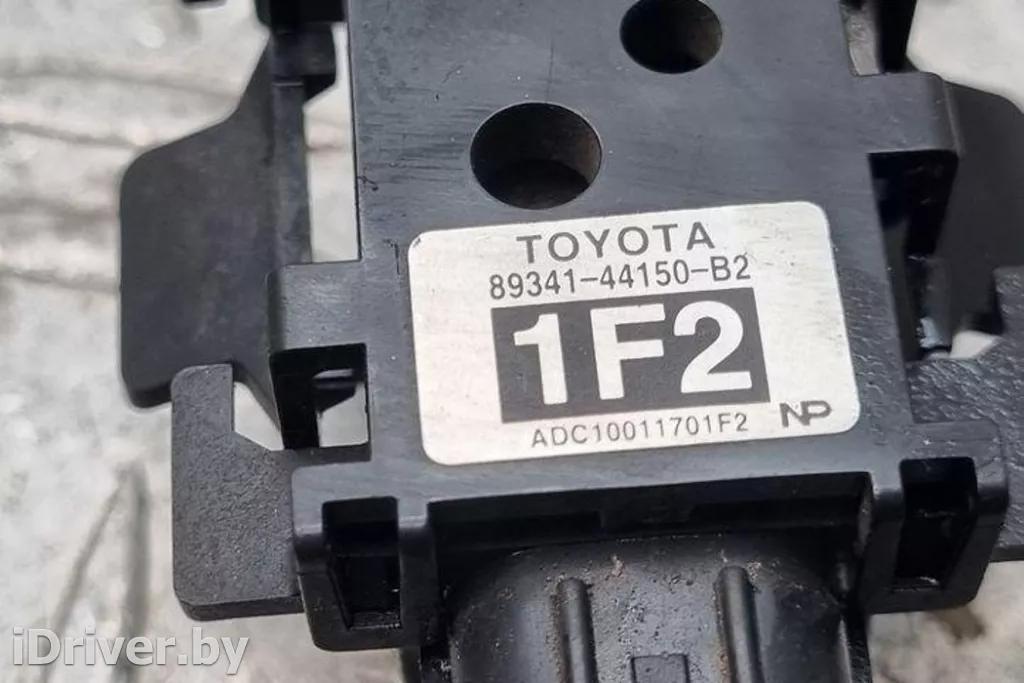 TOYOTA
89341-44150-B2
1F2
ADC10011701F2 NP
iDriver.by